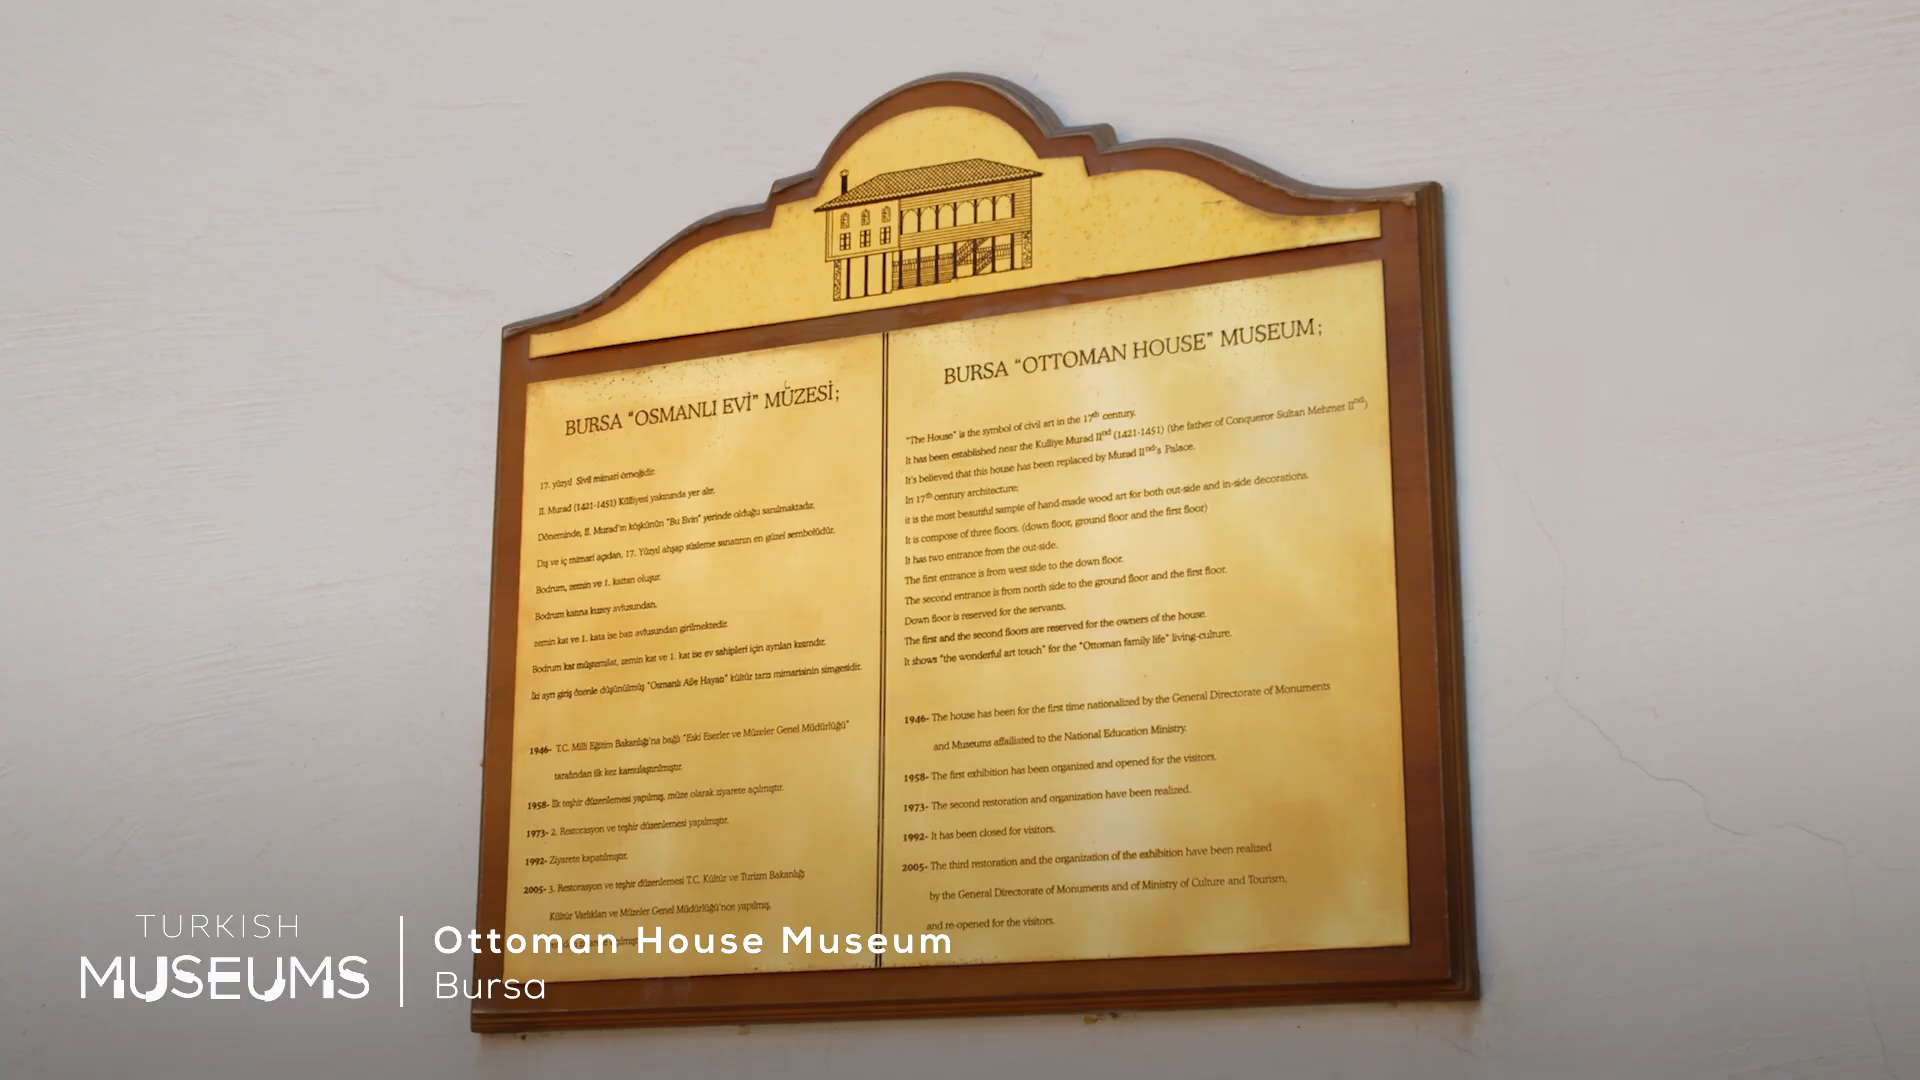 BURSA "OSMANLI EVİ" MÜZESİ;
17. yüzyıl Sivil mimari örneğidir.
II. Murad (1421-1451) Külliyesi yakınında yer alır.
Döneminde, II. Murad'ın köşkünün "Bu Evin" yerinde olduğu sanılmaktadır.
Dış ve iç mimari açıdan, 17. Yüzyıl ahşap süsleme sanatının en güzel sembolüdür.
Bodrum, zemin ve 1. kattan oluşur.
Bodrum katına kuzey avlusundan,
zemin kat ve 1. kata ise batı avlusundan girilmektedir.
Bodrum kat müştemilat, zemin kat ve 1. kat ise ev sahipleri için ayrılan kısımdır.
İki ayrı giriş özenle düşünülmüş "Osmanlı Aile Hayatı" kültür tarzı mimarisinin simgesidir.
1946- T.C. Milli Eğitim Bakanlığı'na bağlı "Eski Eserler ve Müzeler Genel Müdürlüğü"
tarafından ilk kez kamulaştırılmıştır.
1958- İlk teşhir düzenlemesi yapılmış, müze olarak ziyarete açılmıştır.
1973- 2. Restorasyon ve teşhir düzenlemesi yapılmıştır.
1992- Ziyarete kapatılmıştır.
2005- 3. Restorasyon ve teşhir düzenlemesi T.C. Kültür ve Turizm Bakanlığı
Kültür Varlıkları ve Müzeler Genel Müdürlüğü'nce yapılmış,
BURSA "OTTOMAN HOUSE" MUSEUM;
"The House" is the symbol of civil art in the 17th century.
It has been established near the Kulliye Murad IInd (1421-1451) (the father of Conqueror Sultan Mehmet IInd)
It's believed that this house has been replaced by Murad IInd's Palace.
In 17th century architecture;
it is the most beautiful sample of hand-made wood art for both out-side and in-side decorations.
It is compose of three floors. (down floor, ground floor and the first floor)
It has two entrance from the out-side.
The first entrance is from west side to the down floor.
The second entrance is from north side to the ground floor and the first floor.
Down floor is reserved for the servants.
The first and the second floors are reserved for the owners of the house.
It shows "the wonderful art touch" for the "Ottoman family life" living-culture.
1946- The house has been for the first time nationalized by the General Directorate of Monuments
and Museums affailiated to the National Education Ministry.
1958- The first exhibition has been organized and opened for the visitors.
1973- The second restoration and organization have been realized.
1992- It has been closed for visitors.
2005- The third restoration and the organization of the exhibition have been realized
by the General Directorate of Monuments and of Ministry of Culture and Tourism,
and re-opened for the visitors.
TURKISH
MUSEUMS
Ottoman House Museum
Bursa